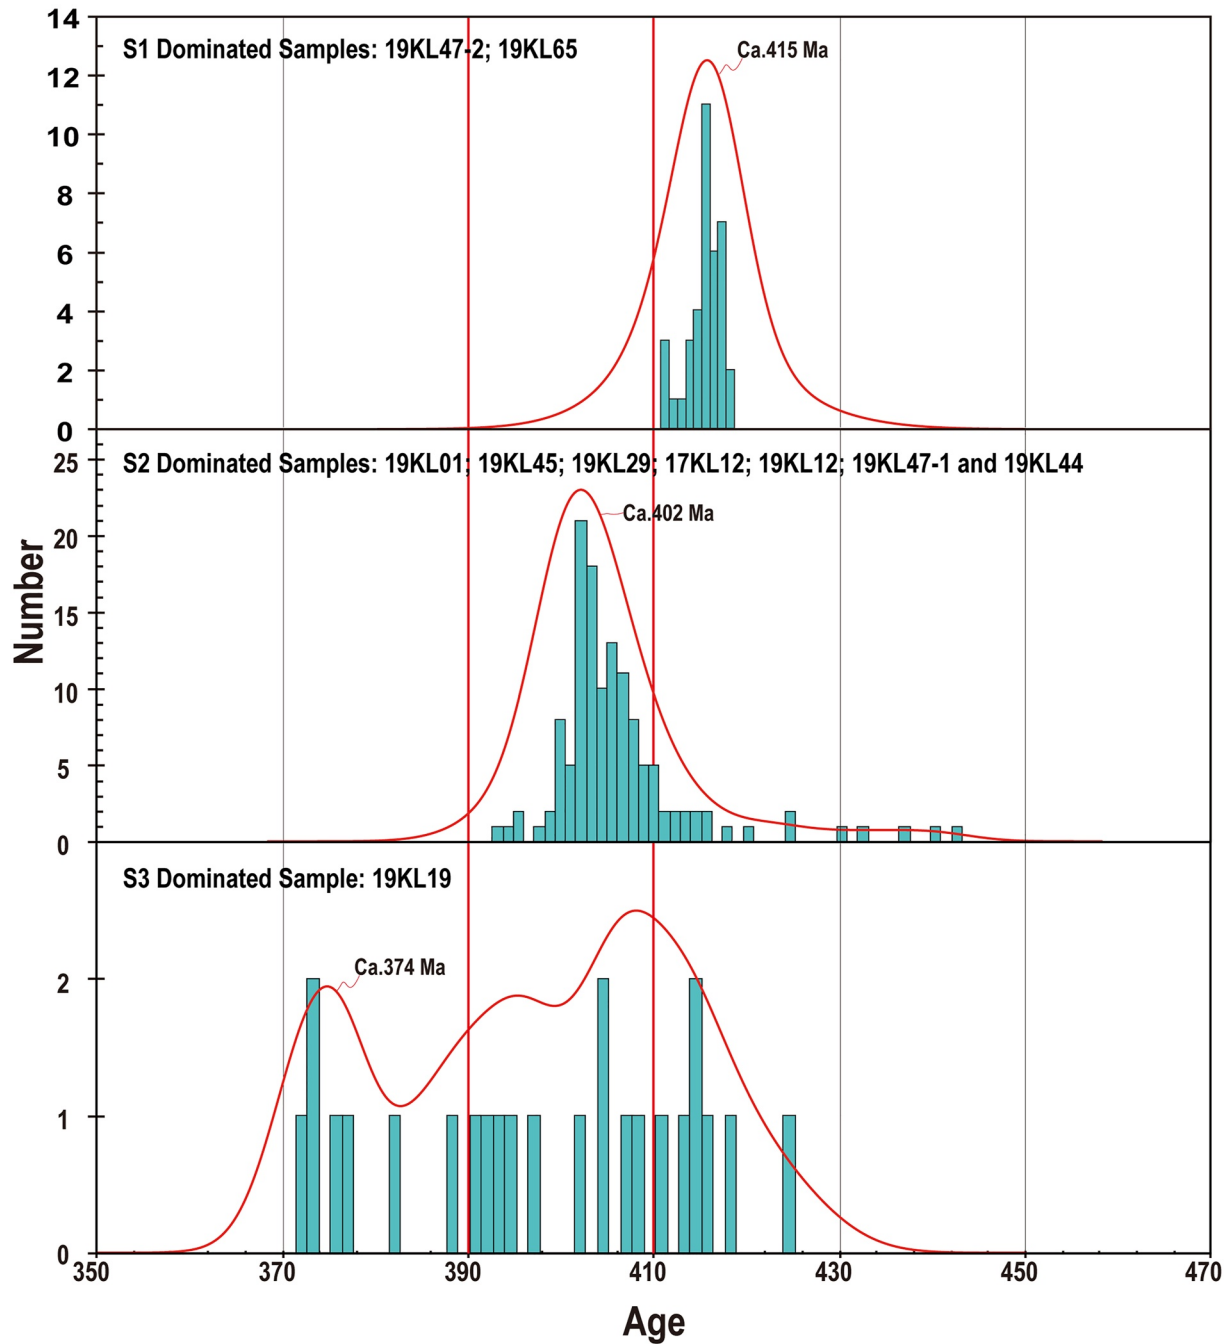 14
S1 Dominated Samples: 19KL47-2; 19KL65
Ca.415 Ma
12
10
8
6
4
2
0
25
S2 Dominated Samples: 19KL01; 19KL45; 19KL29; 17KL12; 19KL12; 19KL47-1 and 19KL44
Ca.402 Ma
20
Number
15
10
5
0
S3 Dominated Sample: 19KL19
Ca.374 Ma
2
1
0
350 370 390 410 430 450 470
Age